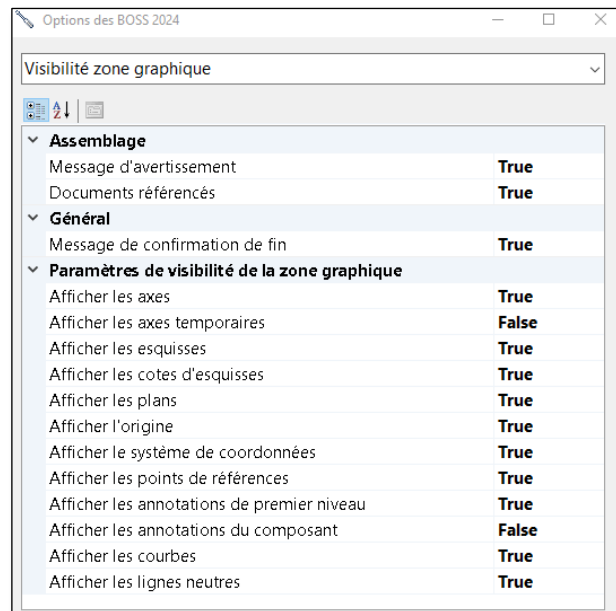 Options des BOSS 2024
Visibilité zone graphique
Assemblage
Message d'avertissement True
Documents référencés True
Général
Message de confirmation de fin True
Paramètres de visibilité de la zone graphique
Afficher les axes True
Afficher les axes temporaires False
Afficher les esquisses True
Afficher les cotes d'esquisses True
Afficher les plans True
Afficher l'origine True
Afficher le système de coordonnées True
Afficher les points de références True
Afficher les annotations de premier niveau True
Afficher les annotations du composant False
Afficher les courbes True
Afficher les lignes neutres True